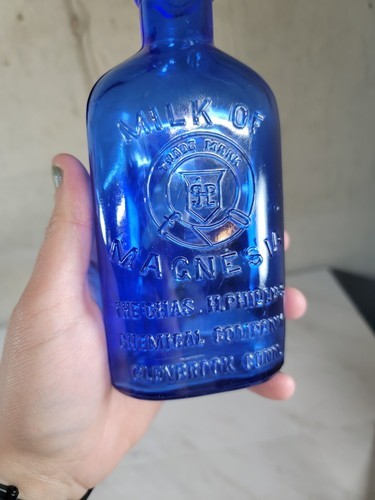 MILK OF
TRADE MARK
MAGNESIA
THE CHAS. H. PHILLIPS
CHEMICAL COMPANY
GLENBROOK CONN.